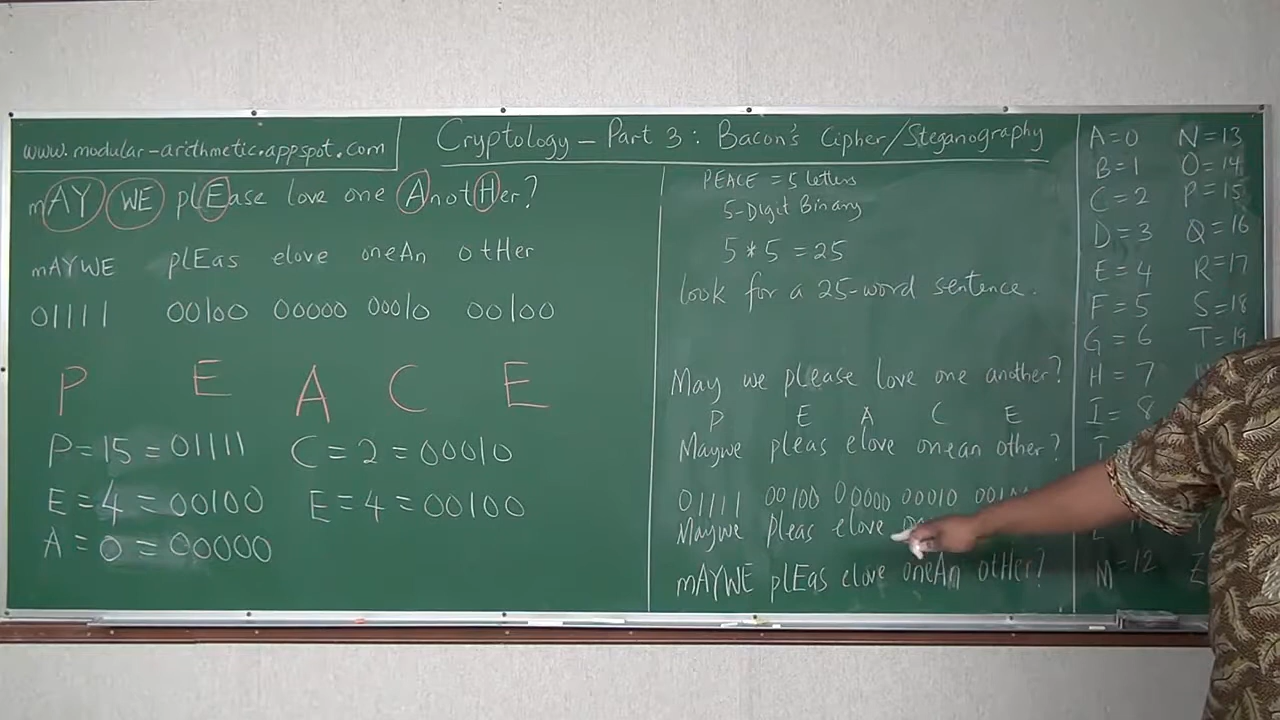 www.modular-arithmetic.appspot.com
Cryptology - Part 3: Bacon's Cipher/Steganography
mAY WE plEase love one AnotHer?
mAYWE plEas elove oneAn otHer
01111 00100 00000 00010 00100
P E A C E
P=15=01111 C=2=00010
E=4=00100 E=4=00100
A=0=00000
PEACE = 5 letters
5-Digit Binary
5*5=25
look for a 25-word sentence.
May we please love one another?
P E A C E
Maywe pleas elove onean other?
01111 00100 00000 00010
Maywe pleas elove
mAYWE plEas elove oneAn otHer?
A=0 N=13
B=1 O=14
C=2 P=15
D=3 Q=16
E=4 R=17
F=5 S=18
G=6 T=19
H=7
I=8
M=12